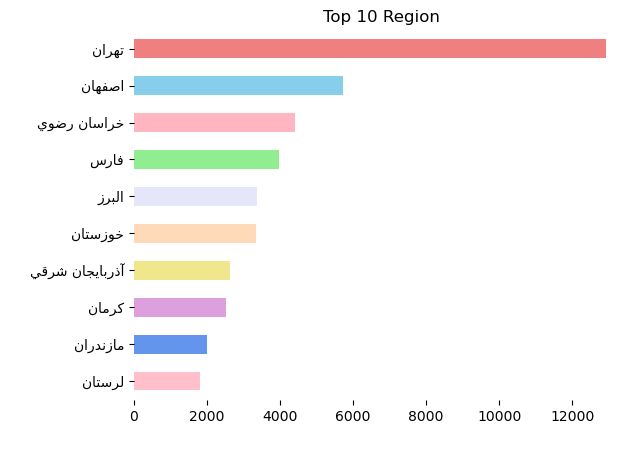 Top 10 Region
تهران
اصفهان
خراسان رضوي
فارس
البرز
خوزستان
آذربايجان شرقي
کرمان
مازندران
لرستان
0 2000 4000 6000 8000 10000 12000